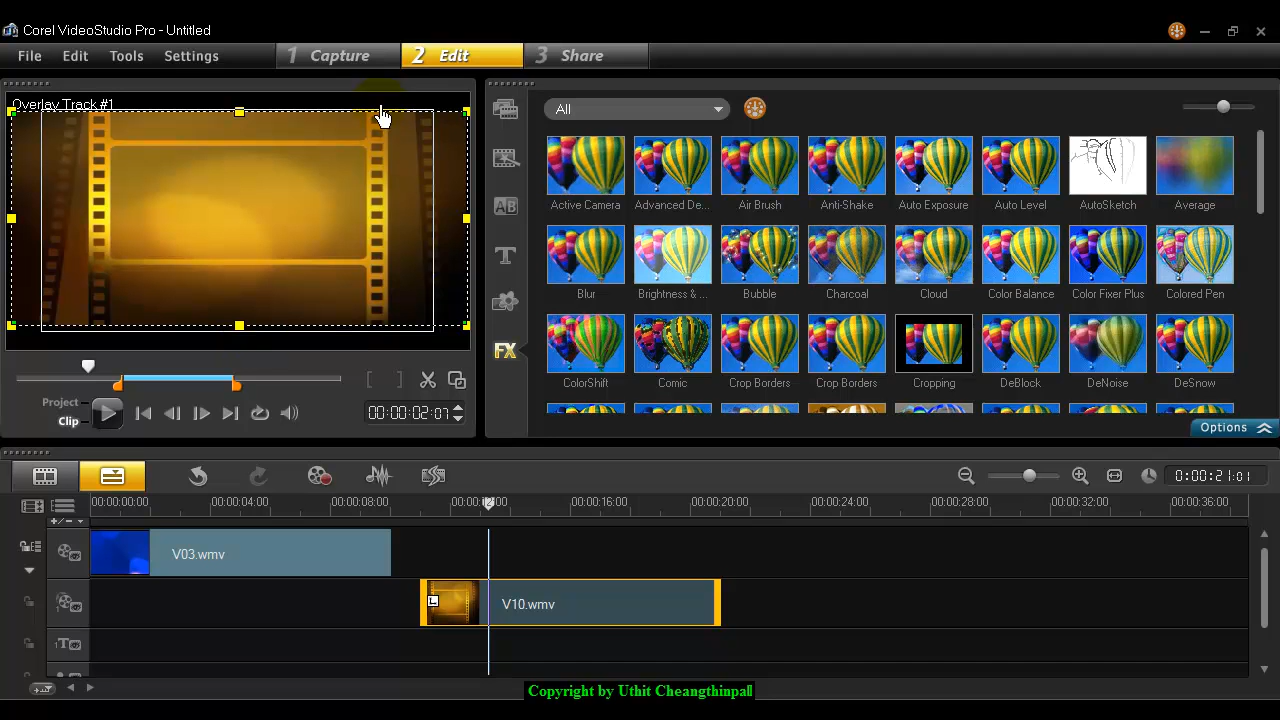 Corel VideoStudio Pro - Untitled
File Edit Tools Settings 1 Capture 2 Edit 3 Share
Overlay Track #1
All
Active Camera Advanced De... Air Brush Anti-Shake Auto Exposure Auto Level AutoSketch Average
Blur Brightness & ... Bubble Charcoal Cloud Color Balance Color Fixer Plus Colored Pen
ColorShift Comic Crop Borders Crop Borders Cropping DeBlock DeNoise DeSnow
FX
Project
Clip
00:00:02:07
Options
0:00:21:01
00:00:00:00 00:00:04:00 00:00:08:00 00:00:16:00 00:00:20:00 00:00:24:00 00:00:28:00 00:00:32:00 00:00:36:00
V03.wmv
V10.wmv
Copyright by Uthit Cheangthinpall